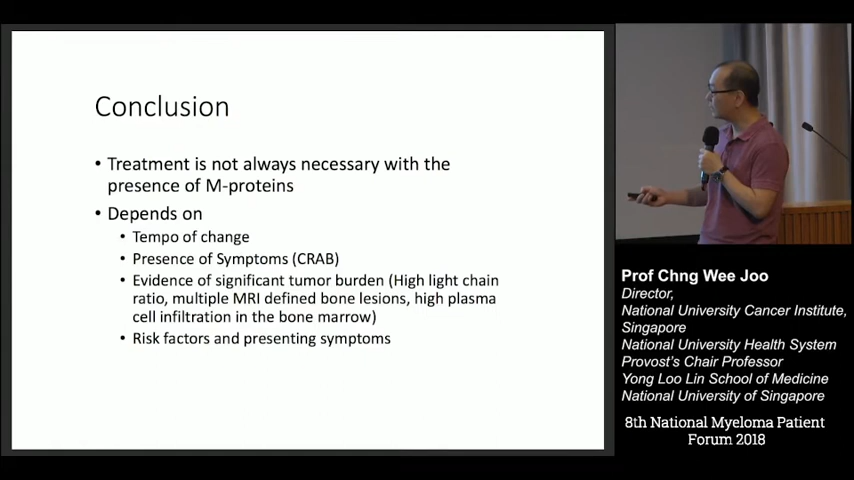 Conclusion
• Treatment is not always necessary with the
presence of M-proteins
• Depends on
• Tempo of change
• Presence of Symptoms (CRAB)
• Evidence of significant tumor burden (High light chain
ratio, multiple MRI defined bone lesions, high plasma
cell infiltration in the bone marrow)
• Risk factors and presenting symptoms
Prof Chng Wee Joo
Director,
National University Cancer Institute,
Singapore
National University Health System
Provost's Chair Professor
Yong Loo Lin School of Medicine
National University of Singapore
8th National Myeloma Patient
Forum 2018